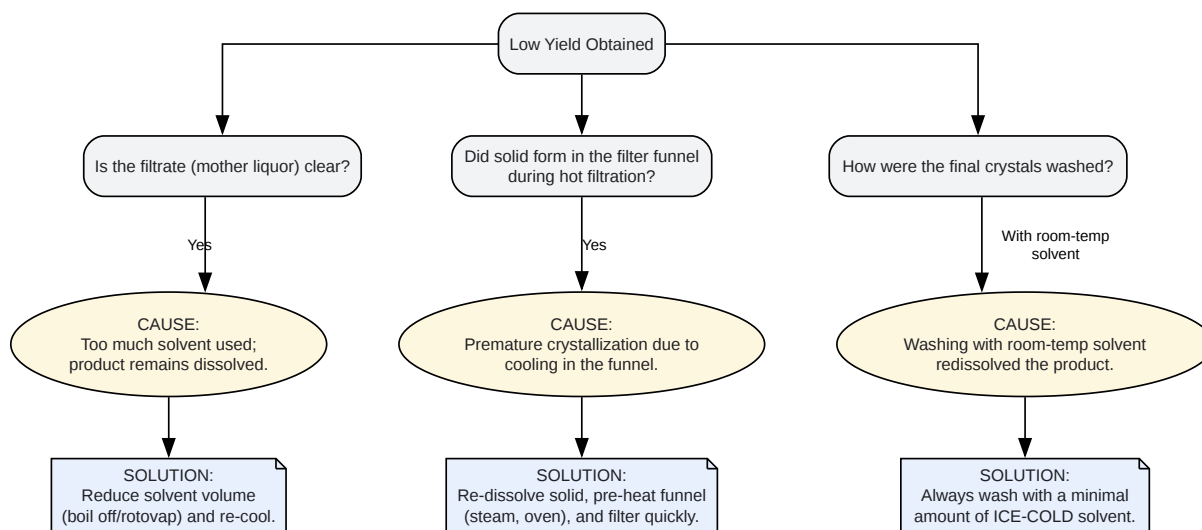 Low Yield Obtained
Is the filtrate (mother liquor) clear?
Did solid form in the filter funnel
during hot filtration?
How were the final crystals washed?
Yes
Yes
With room-temp
solvent
CAUSE:
Too much solvent used;
product remains dissolved.
CAUSE:
Premature crystallization due to
cooling in the funnel.
CAUSE:
Washing with room-temp solvent
redissolved the product.
SOLUTION:
Reduce solvent volume
(boil off/rotovap) and re-cool.
SOLUTION:
Re-dissolve solid, pre-heat funnel
(steam, oven), and filter quickly.
SOLUTION:
Always wash with a minimal
amount of ICE-COLD solvent.